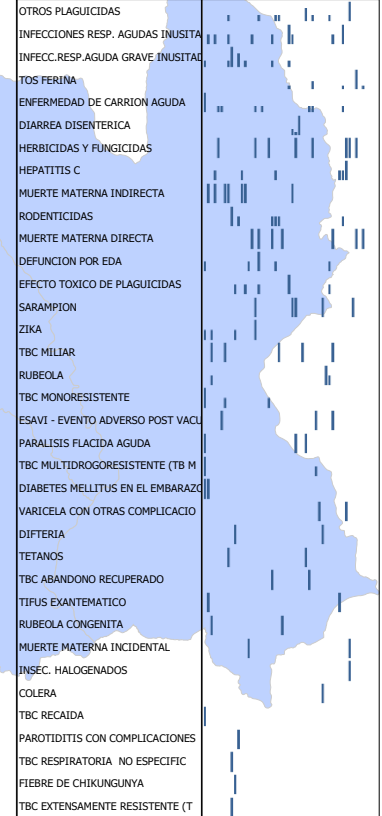 OTROS PLAGUICIDAS
INFECCIONES RESP. AGUDAS INUSITA
INFECC.RESP.AGUDA GRAVE INUSITAD
TOS FERINA
ENFERMEDAD DE CARRION AGUDA
DIARREA DISENTERICA
HERBICIDAS Y FUNGICIDAS
HEPATITIS C
MUERTE MATERNA INDIRECTA
RODENTICIDAS
MUERTE MATERNA DIRECTA
DEFUNCION POR EDA
EFECTO TOXICO DE PLAGUICIDAS
SARAMPION
ZIKA
TBC MILIAR
RUBEOLA
TBC MONORESISTENTE
ESAVI - EVENTO ADVERSO POST VACU
PARALISIS FLACIDA AGUDA
TBC MULTIDROGORESISTENTE (TB M
DIABETES MELLITUS EN EL EMBARAZO
VARICELA CON OTRAS COMPLICACIO
DIFTERIA
TETANOS
TBC ABANDONO RECUPERADO
TIFUS EXANTEMATICO
RUBEOLA CONGENITA
MUERTE MATERNA INCIDENTAL
INSEC. HALOGENADOS
COLERA
TBC RECAIDA
PAROTIDITIS CON COMPLICACIONES
TBC RESPIRATORIA NO ESPECIFIC
FIEBRE DE CHIKUNGUNYA
TBC EXTENSAMENTE RESISTENTE (T